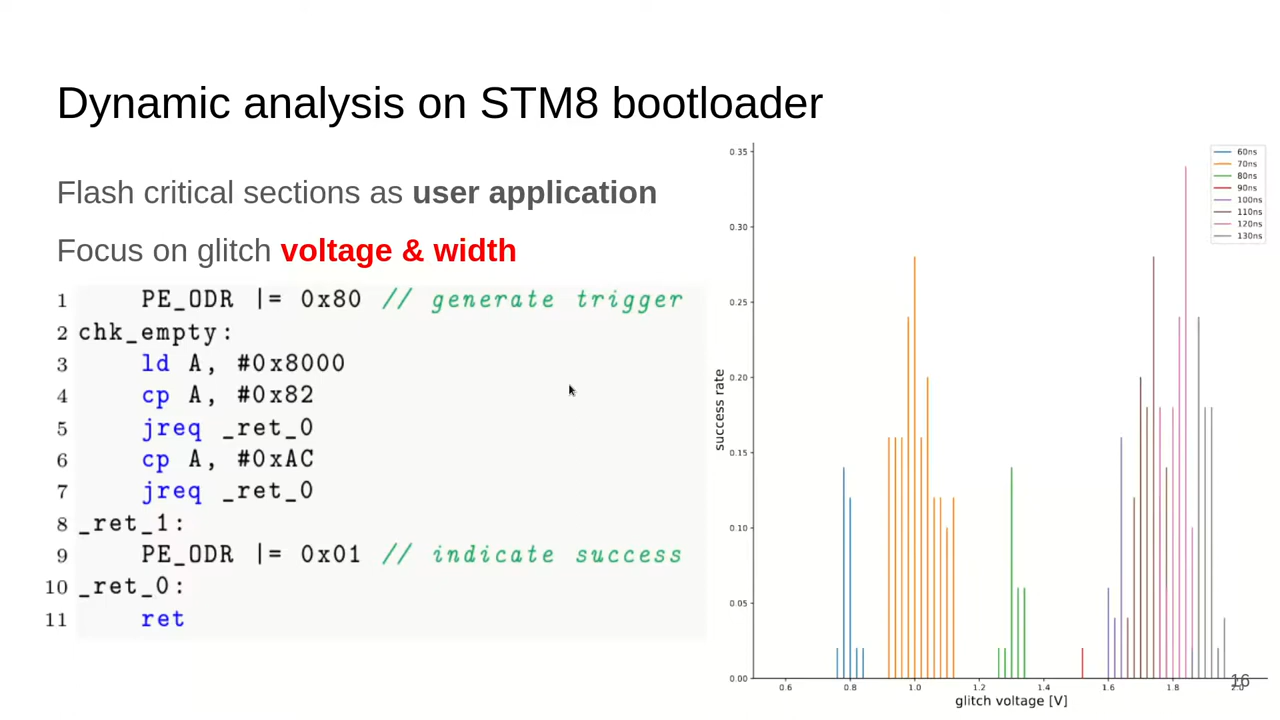 Dynamic analysis on STM8 bootloader
Flash critical sections as user application
Focus on glitch voltage & width
1 PE_ODR |= 0x80 // generate trigger
2 chk_empty:
3 ld A, #0x8000
4 cp A, #0x82
5 jreq _ret_0
6 cp A, #0xAC
7 jreq _ret_0
8 _ret_1:
9 PE_ODR |= 0x01 // indicate success
10 _ret_0:
11 ret
0.35
0.30
0.25
0.20
0.15
0.10
0.05
0.00
success rate
60ns
70ns
80ns
90ns
100ns
110ns
120ns
130ns
0.6 0.8 1.0 1.2 1.4 1.6 1.8 2.0
glitch voltage [V]
16